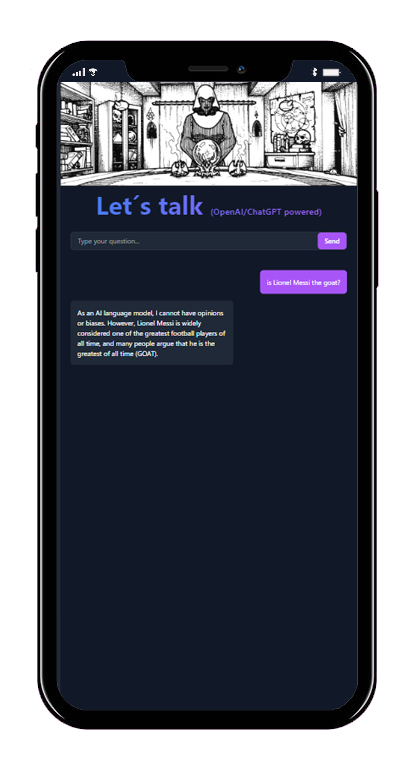 Let´s talk (OpenAI/ChatGPT powered)
Type your question...
Send
is Lionel Messi the goat?
As an AI language model, I cannot have opinions
or biases. However, Lionel Messi is widely
considered one of the greatest football players of
all time, and many people argue that he is the
greatest of all time (GOAT).